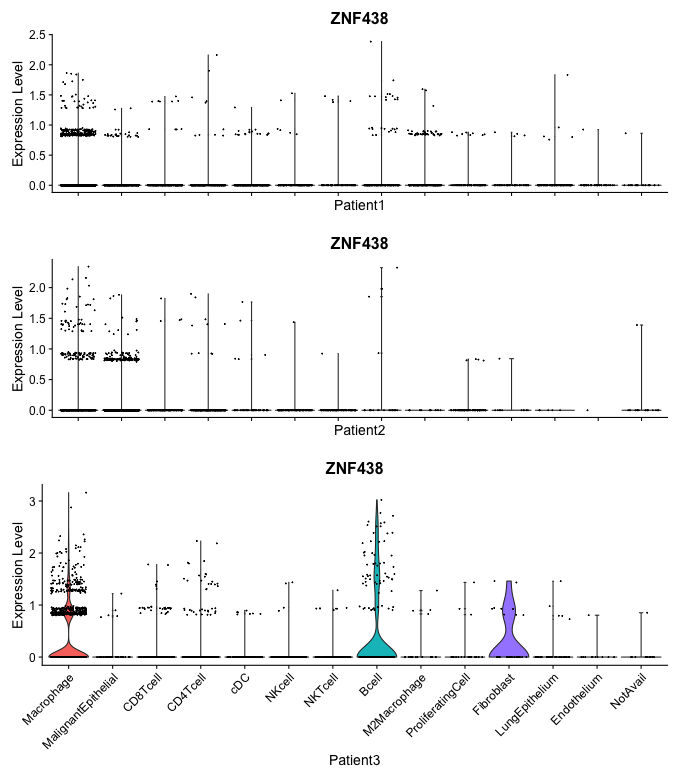 ZNF438
Expression Level
2.5
2.0
1.5
1.0
0.5
0.0
Patient1
ZNF438
Expression Level
2.0
1.5
1.0
0.5
0.0
Patient2
ZNF438
Expression Level
3
2
1
0
Macrophage
MalignantEpithelial
CD8Tcell
CD4Tcell
cDC
NKcell
NKTcell
Bcell
M2Macrophage
ProliferatingCell
Fibroblast
LungEpithelium
Endothelium
NotAvail
Patient3